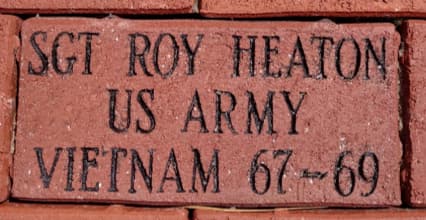 SGT ROY HEATON
US ARMY
VIETNAM 67-69